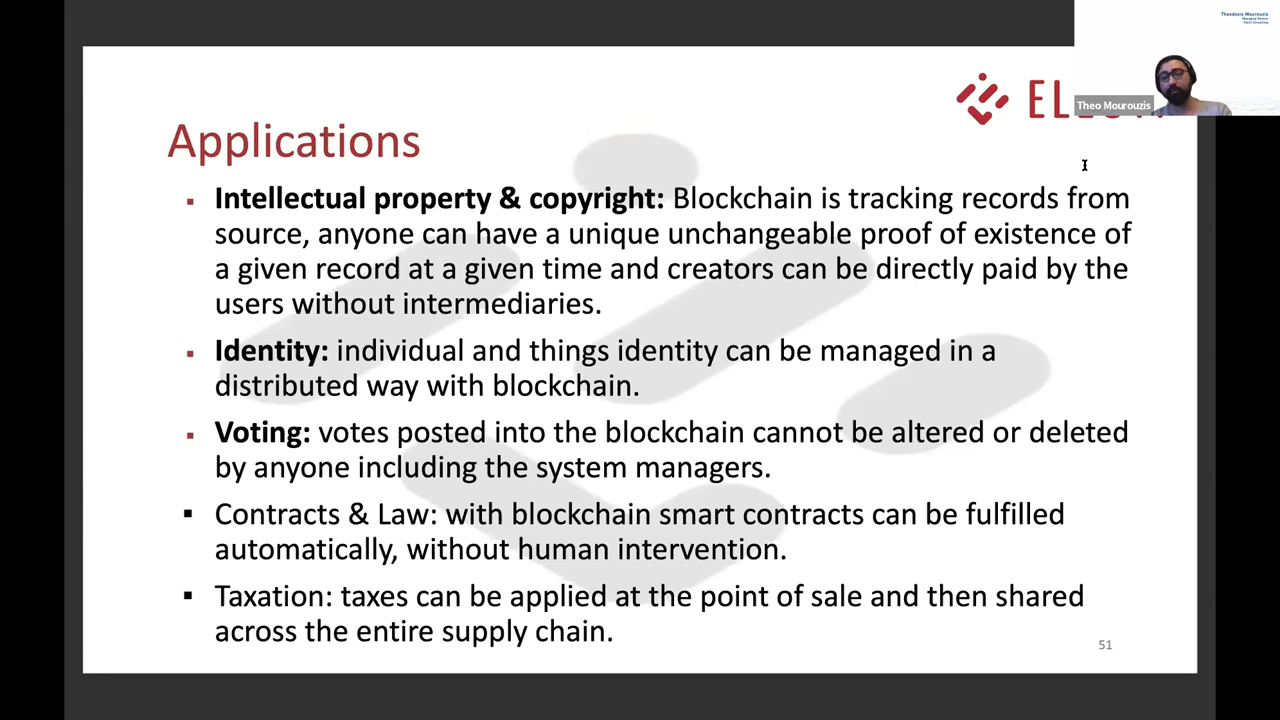 Theodosis Mourouzis
Managing Partner
Theo Mourouzis
Applications
Intellectual property & copyright: Blockchain is tracking records from
source, anyone can have a unique unchangeable proof of existence of
a given record at a given time and creators can be directly paid by the
users without intermediaries.
Identity: individual and things identity can be managed in a
distributed way with blockchain.
Voting: votes posted into the blockchain cannot be altered or deleted
by anyone including the system managers.
Contracts & Law: with blockchain smart contracts can be fulfilled
automatically, without human intervention.
Taxation: taxes can be applied at the point of sale and then shared
across the entire supply chain.
51